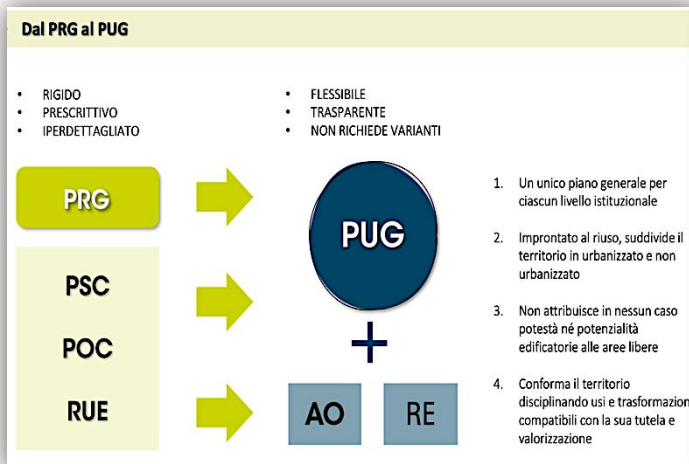 Dal PRG al PUG
• RIGIDO
• PRESCRITTIVO
• IPERDETTAGLIATO
• FLESSIBILE
• TRASPARENTE
• NON RICHIEDE VARIANTI
PRG
PSC
POC
RUE
PUG
+
AO
RE
1. Un unico piano generale per
ciascun livello istituzionale
2. Improntato al riuso, suddivide il
territorio in urbanizzato e non
urbanizzato
3. Non attribuisce in nessun caso
potestà né potenzialità
edificatorie alle aree libere
4. Conforma il territorio
disciplinando usi e trasformazion
compatibili con la sua tutela e
valorizzazione